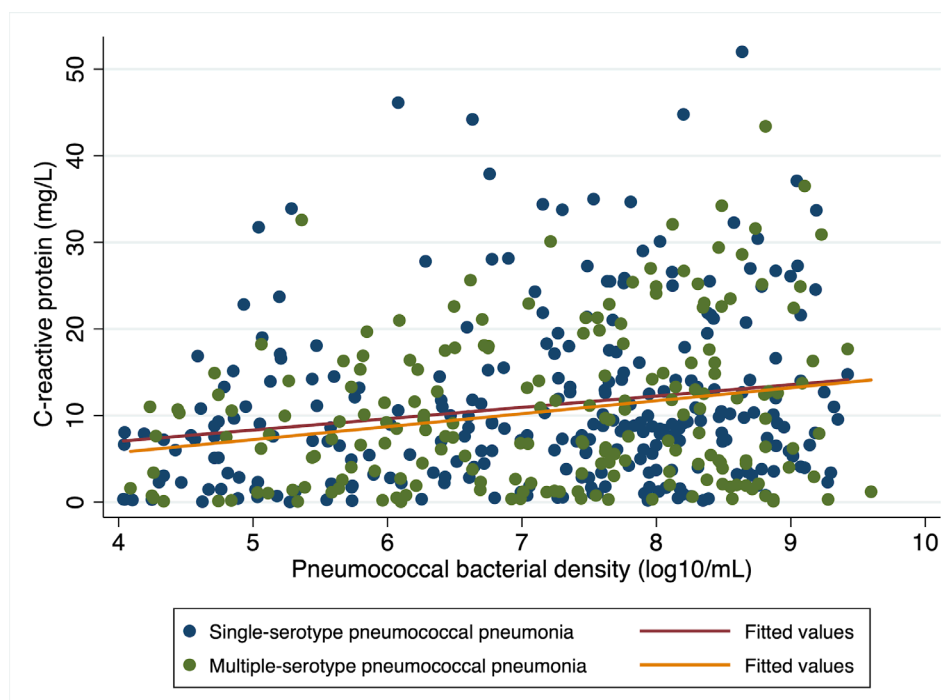 50
40
30
20
10
0
C-reactive protein (mg/L)
4 5 6 7 8 9 10
Pneumococcal bacterial density (log10/mL)
Single-serotype pneumococcal pneumonia Fitted values
Multiple-serotype pneumococcal pneumonia Fitted values